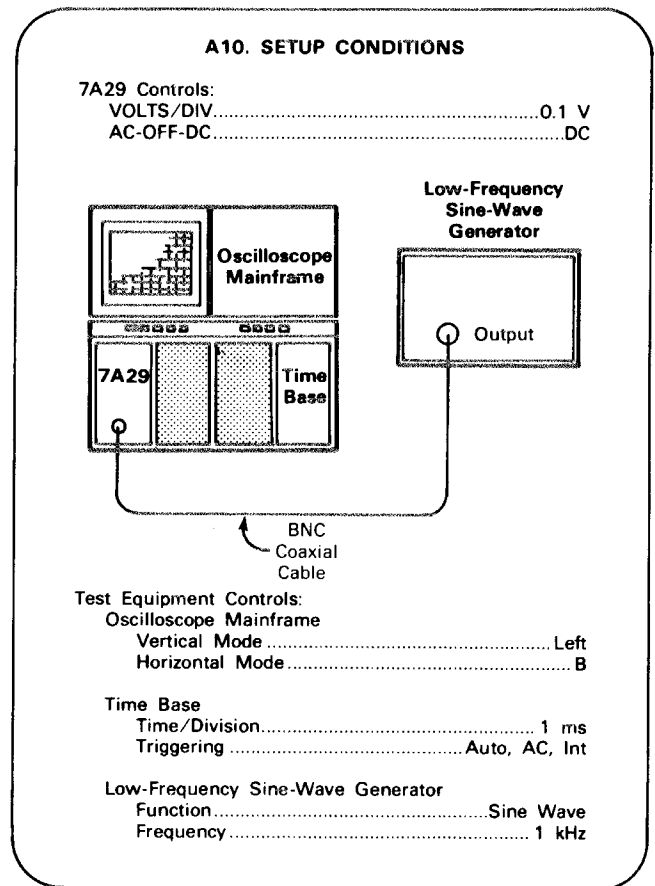 A10. SETUP CONDITIONS
7A29 Controls:
VOLTS/DIV.......................................................0.1 V
AC-OFF-DC...........................................................DC
Low-Frequency
Sine-Wave
Generator
Oscilloscope
Mainframe
Output
7A29
Time
Base
BNC
Coaxial
Cable
Test Equipment Controls:
Oscilloscope Mainframe
Vertical Mode ................................................ Left
Horizontal Mode................................................ B
Time Base
Time/Division.............................................. 1 ms
Triggering .......................................Auto, AC, Int
Low-Frequency Sine-Wave Generator
Function..............................................Sine Wave
Frequency.................................................. 1 kHz